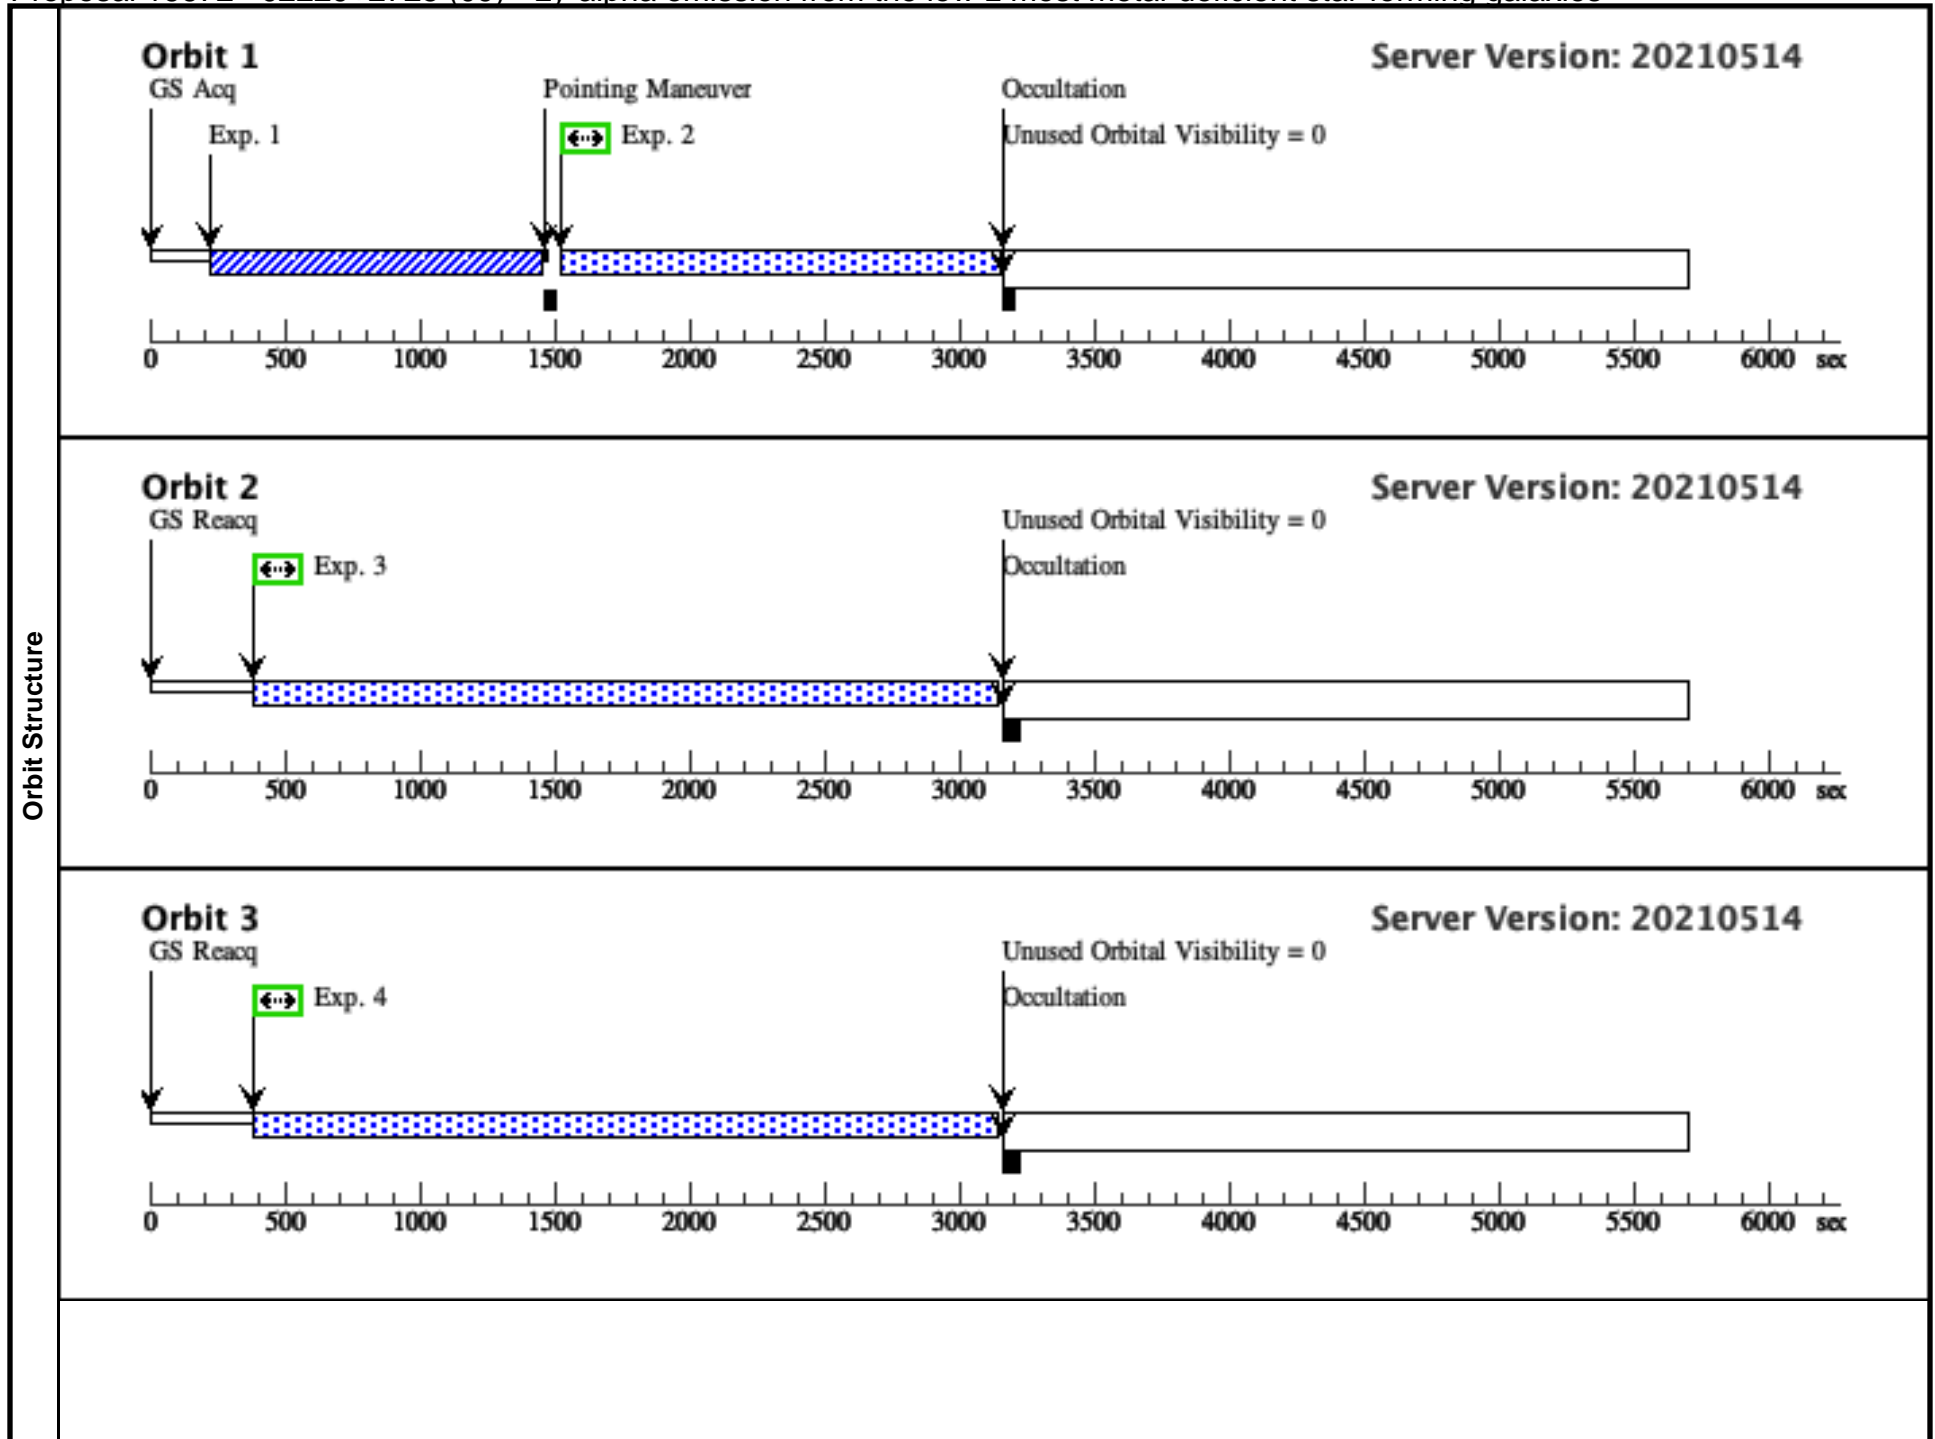 Orbit Structure
Orbit 1
Server Version: 20210514
GS Acq
Pointing Maneuver
Occultation
Exp. 1
Exp. 2
Unused Orbital Visibility = 0
0 500 1000 1500 2000 2500 3000 3500 4000 4500 5000 5500 6000 sec
Orbit 2
Server Version: 20210514
GS Reacq
Unused Orbital Visibility = 0
Exp. 3
Occultation
0 500 1000 1500 2000 2500 3000 3500 4000 4500 5000 5500 6000 sec
Orbit 3
Server Version: 20210514
GS Reacq
Unused Orbital Visibility = 0
Exp. 4
Occultation
0 500 1000 1500 2000 2500 3000 3500 4000 4500 5000 5500 6000 sec